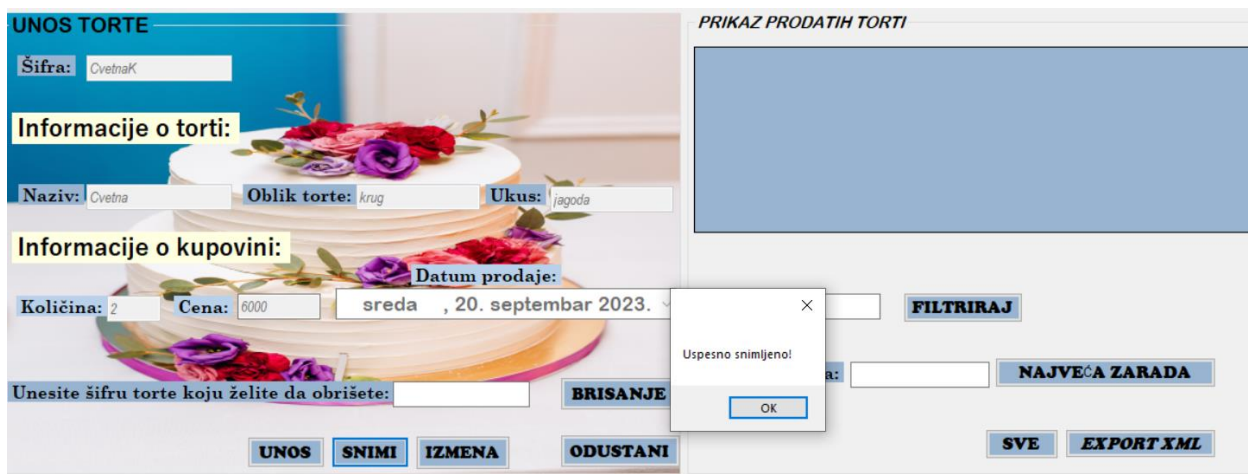 UNOS TORTE
Šifra: CvetnaK
Informacije o torti:
Naziv: Cvetna Oblik torte: krug Ukus: jagoda
Informacije o kupovini:
Datum prodaje:
Količina: 2 Cena: 6000 sreda , 20. septembar 2023.
Unesite šifru torte koju želite da obrišete: BRISANJE
UNOS SNIMI IZMENA ODUSTANI
PRIKAZ PRODATIH TORTI
FILTRIRAJ
Uspesno snimljeno!
OK
a: NAJVEĆA ZARADA
SVE EXPORT XML